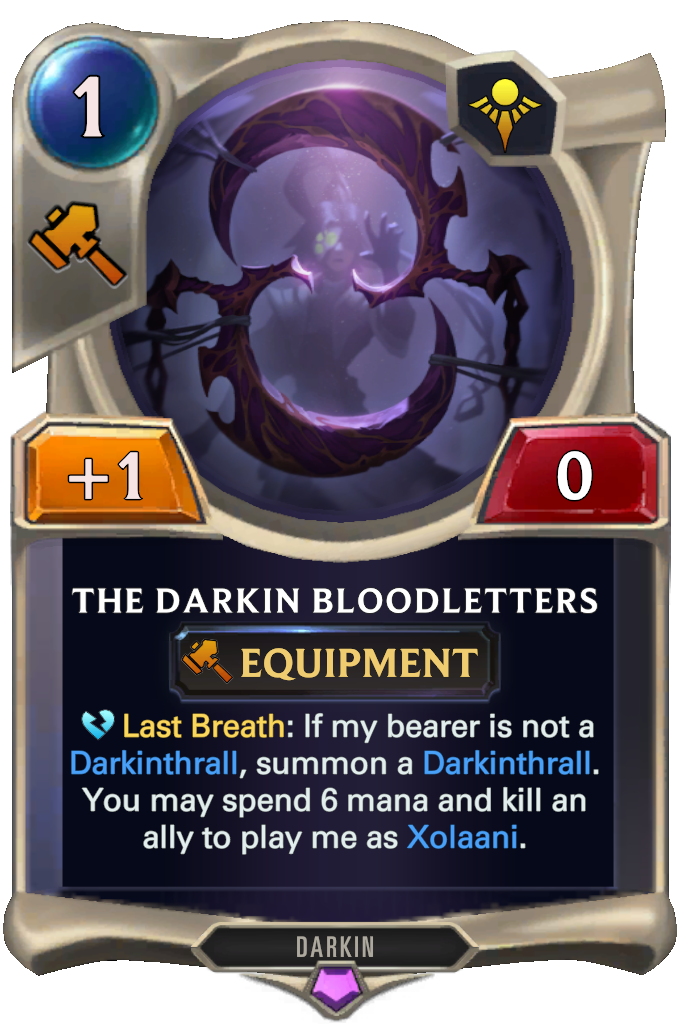 1
+1
0
THE DARKIN BLOODLETTERS
EQUIPMENT
Last Breath: If my bearer is not a
Darkinthrall, summon a Darkinthrall.
You may spend 6 mana and kill an
ally to play me as Xolaani.
DARKIN